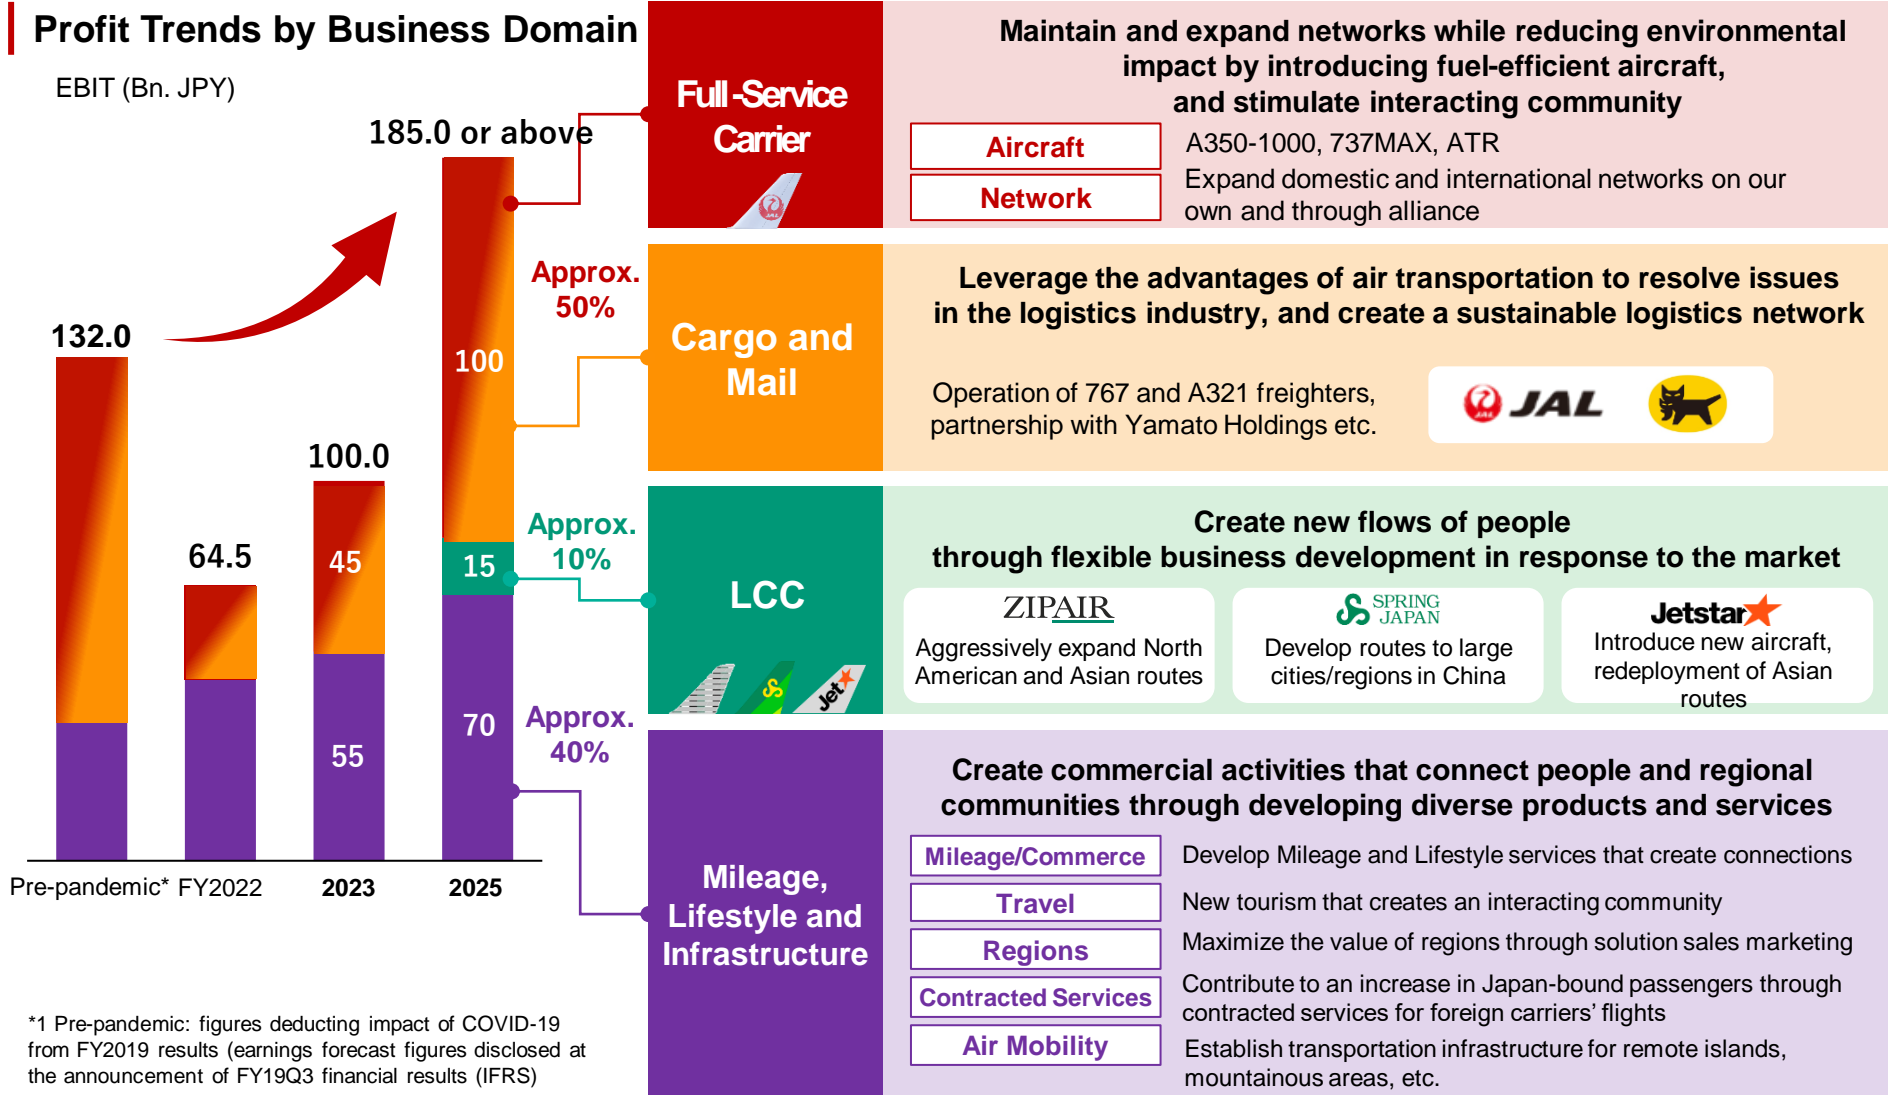 Profit Trends by Business Domain
EBIT (Bn. JPY)
132.0
64.5
100.0
185.0 or above
45
55
100
15
70
Approx.
50%
Approx.
10%
Approx.
40%
Pre-pandemic* FY2022 2023 2025
*1 Pre-pandemic: figures deducting impact of COVID-19
from FY2019 results (earnings forecast figures disclosed at
the announcement of FY19Q3 financial results (IFRS)
Full-Service
Carrier
Maintain and expand networks while reducing environmental
impact by introducing fuel-efficient aircraft,
and stimulate interacting community
Aircraft
A350-1000, 737MAX, ATR
Network
Expand domestic and international networks on our
own and through alliance
Cargo and
Mail
Leverage the advantages of air transportation to resolve issues
in the logistics industry, and create a sustainable logistics network
Operation of 767 and A321 freighters,
partnership with Yamato Holdings etc.
JAL
JAL
LCC
Jet
Create new flows of people
through flexible business development in response to the market
ZIPAIR
Aggressively expand North
American and Asian routes
SPRING
JAPAN
Develop routes to large
cities/regions in China
Jetstar
Introduce new aircraft,
redeployment of Asian
routes
Mileage,
Lifestyle and
Infrastructure
Create commercial activities that connect people and regional
communities through developing diverse products and services
Mileage/Commerce
Develop Mileage and Lifestyle services that create connections
Travel
New tourism that creates an interacting community
Regions
Maximize the value of regions through solution sales marketing
Contracted Services
Contribute to an increase in Japan-bound passengers through
contracted services for foreign carriers’ flights
Air Mobility
Establish transportation infrastructure for remote islands,
mountainous areas, etc.